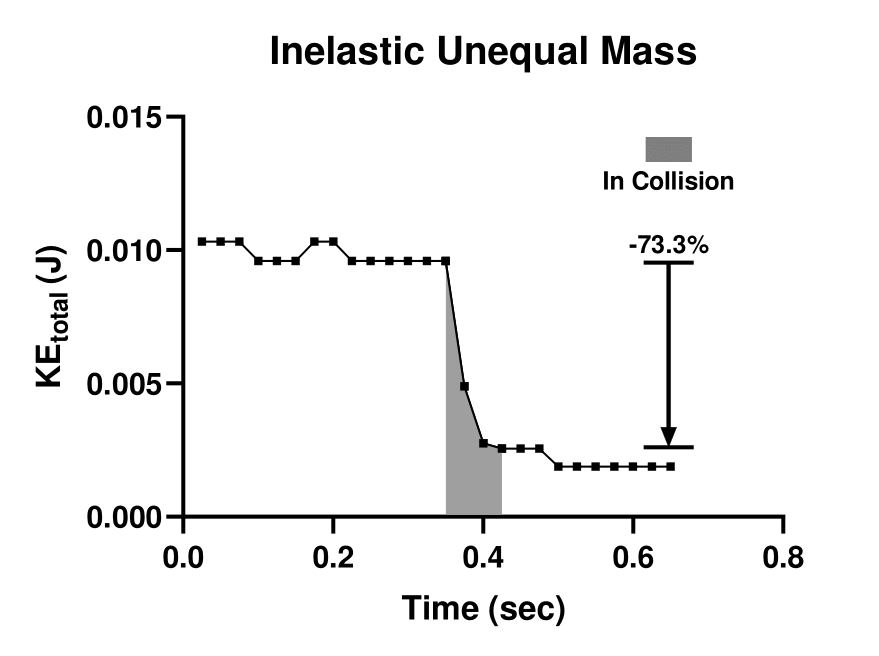 Inelastic Unequal Mass
0.015
In Collision
-73.3%
0.010
KEtotal (J)
0.005
0.000
0.0 0.2 0.4 0.6 0.8
Time (sec)